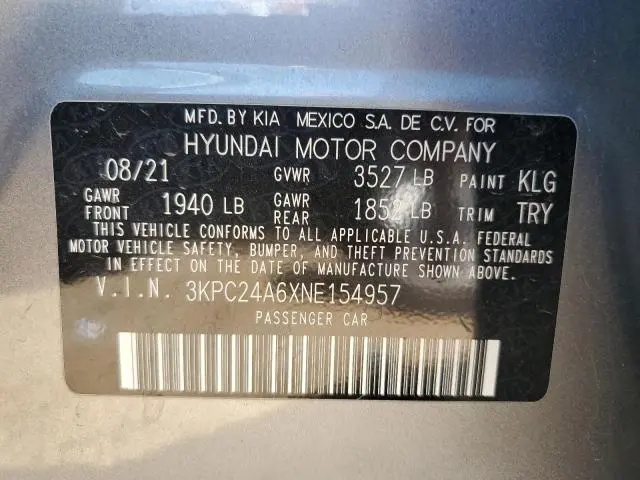 MFD. BY KIA MEXICO S.A. DE C.V. FOR
HYUNDAI MOTOR COMPANY
08/21 GVWR 3527 LB PAINT KLG
GAWR FRONT 1940 LB GAWR REAR 1852 LB TRIM TRY
THIS VEHICLE CONFORMS TO ALL APPLICABLE U.S.A. FEDERAL
MOTOR VEHICLE SAFETY, BUMPER, AND THEFT PREVENTION STANDARDS
IN EFFECT ON THE DATE OF MANUFACTURE SHOWN ABOVE.
V.I.N. 3KPC24A6XNE154957
PASSENGER CAR